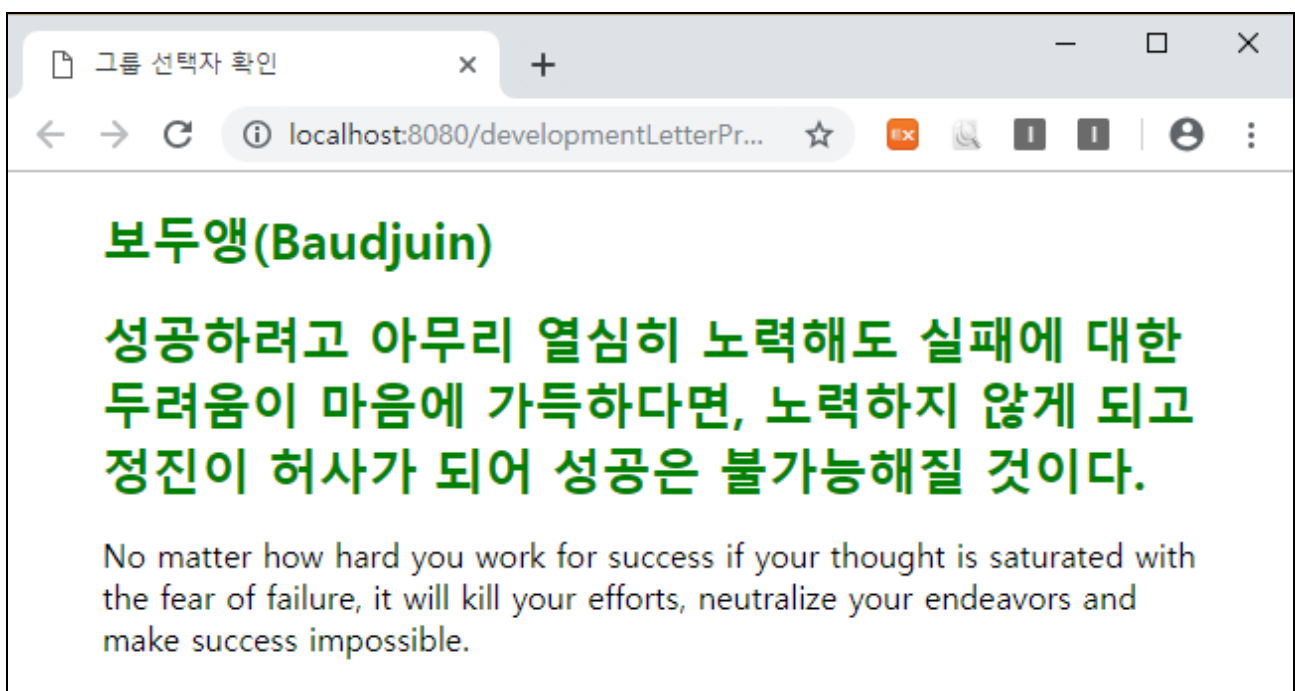 그룹 선택자 확인
localhost:8080/developmentLetterPr...
EX
보두앵(Baudjuin)
성공하려고 아무리 열심히 노력해도 실패에 대한
두려움이 마음에 가득하다면, 노력하지 않게 되고
정진이 허사가 되어 성공은 불가능해질 것이다.
No matter how hard you work for success if your thought is saturated with
the fear of failure, it will kill your efforts, neutralize your endeavors and
make success impossible.